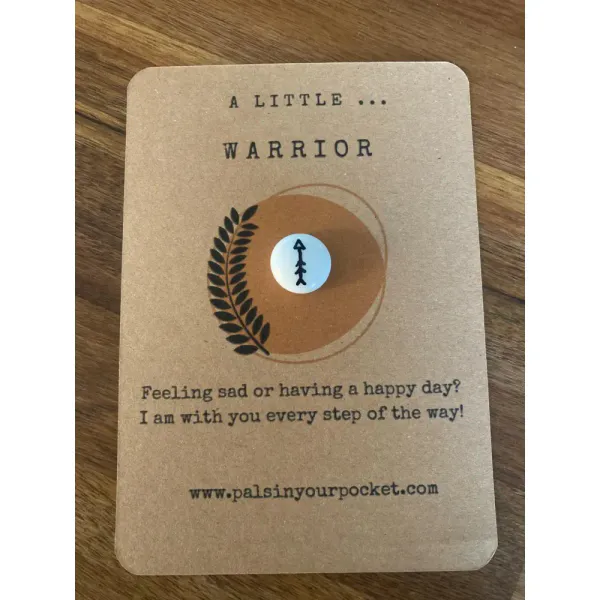 A LITTLE ...
WARRIOR
Feeling sad or having a happy day?
I am with you every step of the way!
www.palsinyourpocket.com